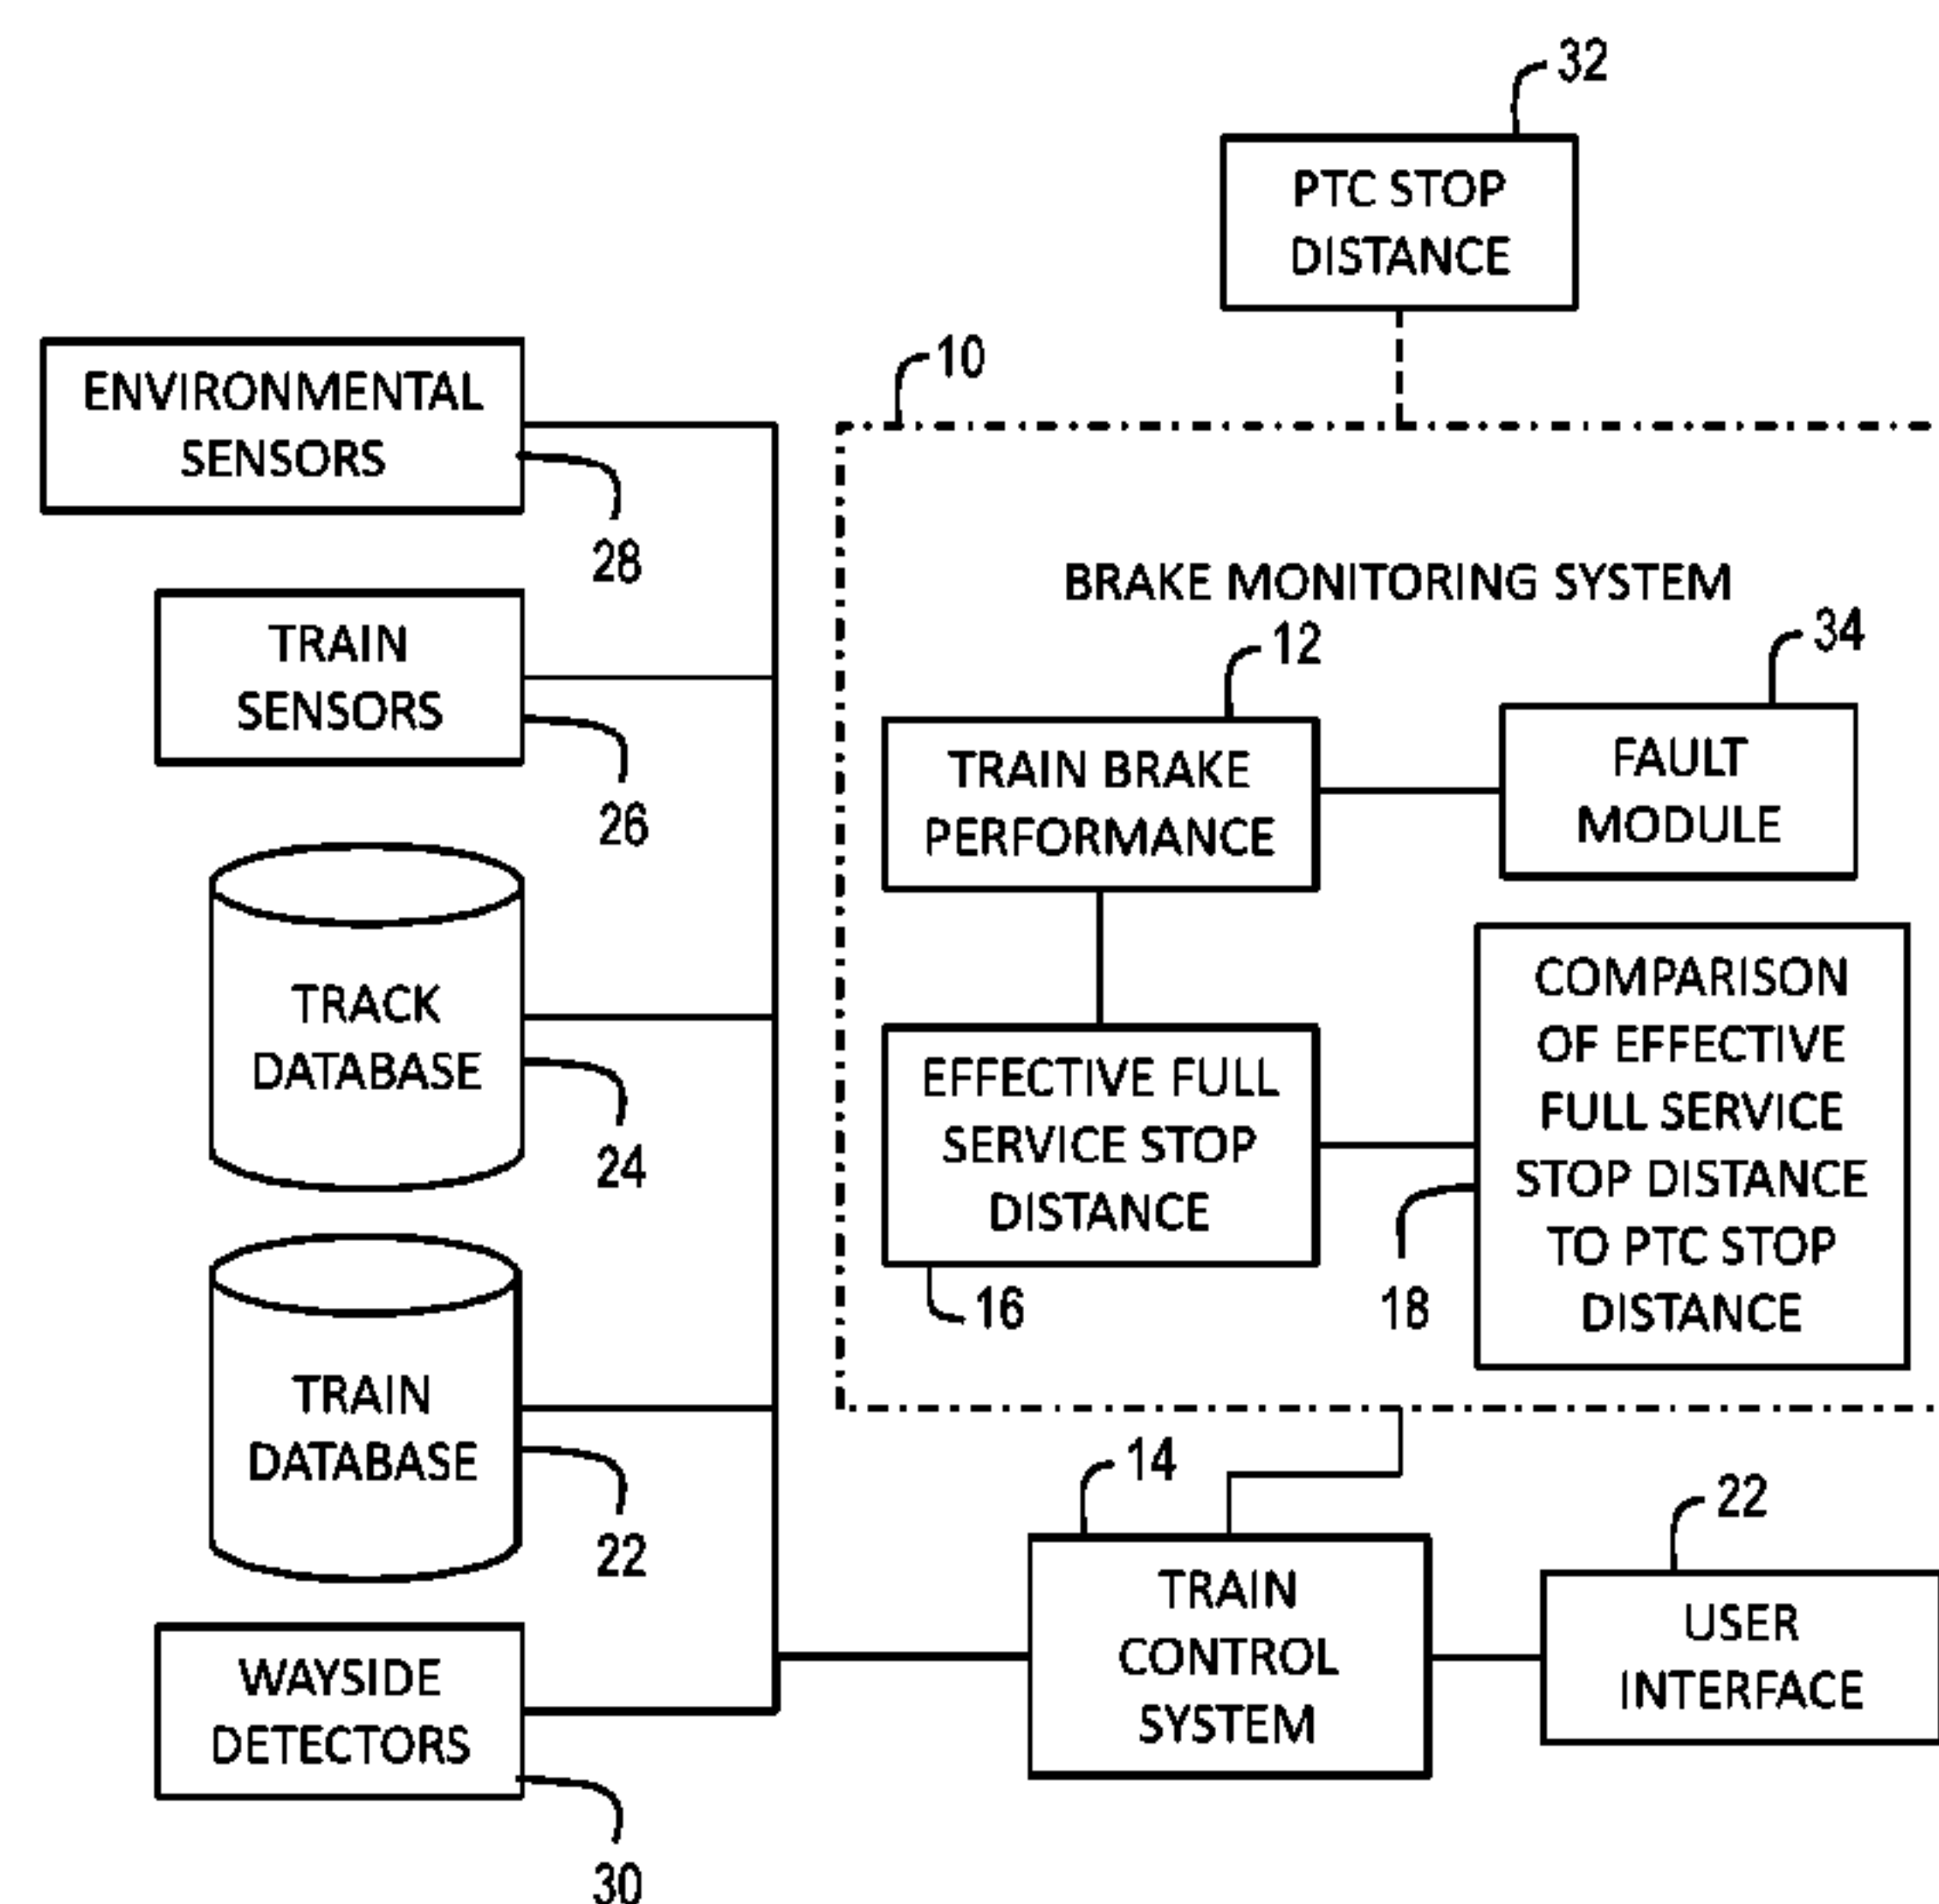 32
PTC STOP
DISTANCE
10
ENVIRONMENTAL
SENSORS
28
BRAKE MONITORING SYSTEM
TRAIN
SENSORS
26
12
34
TRAIN BRAKE
PERFORMANCE
FAULT
MODULE
TRACK
DATABASE
24
EFFECTIVE FULL
SERVICE STOP
DISTANCE
16
COMPARISON
OF EFFECTIVE
FULL SERVICE
STOP DISTANCE
TO PTC STOP
DISTANCE
18
TRAIN
DATABASE
22
14
22
TRAIN
CONTROL
SYSTEM
USER
INTERFACE
WAYSIDE
DETECTORS
30